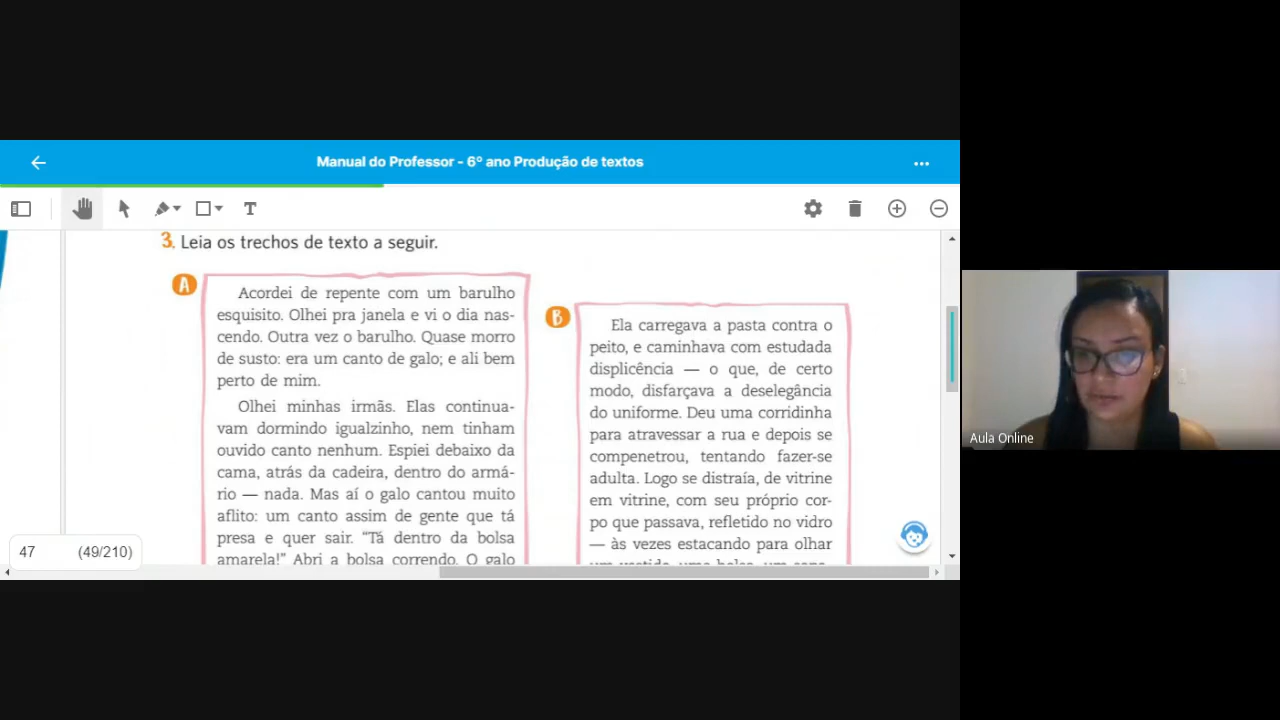 Manual do Professor - 6º ano Produção de textos
3. Leia os trechos de texto a seguir.
A
Acordei de repente com um barulho
esquisito. Olhei pra janela e vi o dia nas-
cendo. Outra vez o barulho. Quase morro
de susto: era um canto de galo; e ali bem
perto de mim.
Olhei minhas irmãs. Elas continua-
vam dormindo igualzinho, nem tinham
ouvido canto nenhum. Espiei debaixo da
cama, atrás da cadeira, dentro do armá-
rio — nada. Mas aí o galo cantou muito
aflito: um canto assim de gente que tá
presa e quer sair. “Tá dentro da bolsa
amarela!” Abri a bolsa correndo. O galo
B
Ela carregava a pasta contra o
peito, e caminhava com estudada
displicência — o que, de certo
modo, disfarçava a deselegância
do uniforme. Deu uma corridinha
para atravessar a rua e depois se
compenetrou, tentando fazer-se
adulta. Logo se distraía, de vitrine
em vitrine, com seu próprio cor-
po que passava, refletido no vidro
— às vezes estacando para olhar
um vestido, uma bolsa, um sapa-
47 (49/210)
Aula Online